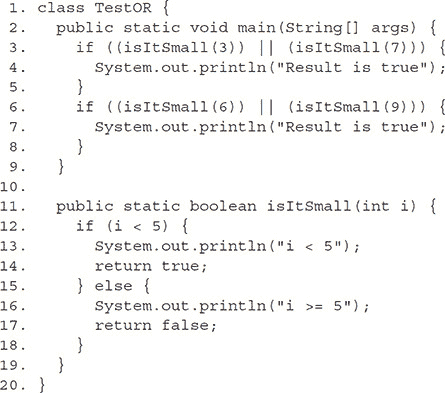 1. class TestOR {
2.   public static void main(String[] args) {
3.     if ((isItSmall(3)) || (isItSmall(7))) {
4.       System.out.println("Result is true");
5.     }
6.     if ((isItSmall(6)) || (isItSmall(9))) {
7.       System.out.println("Result is true");
8.     }
9.   }
10.
11.   public static boolean isItSmall(int i) {
12.     if (i < 5) {
13.       System.out.println("i < 5");
14.       return true;
15.     } else {
16.       System.out.println("i >= 5");
17.       return false;
18.     }
19.   }
20. }